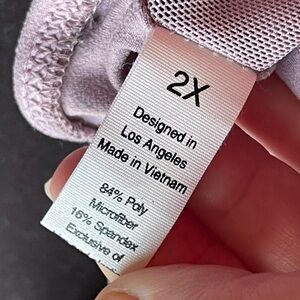 2X
Designed in
Los Angeles
Made in Vietnam
84% Poly
Microfiber
16% Spandex
Exclusive of